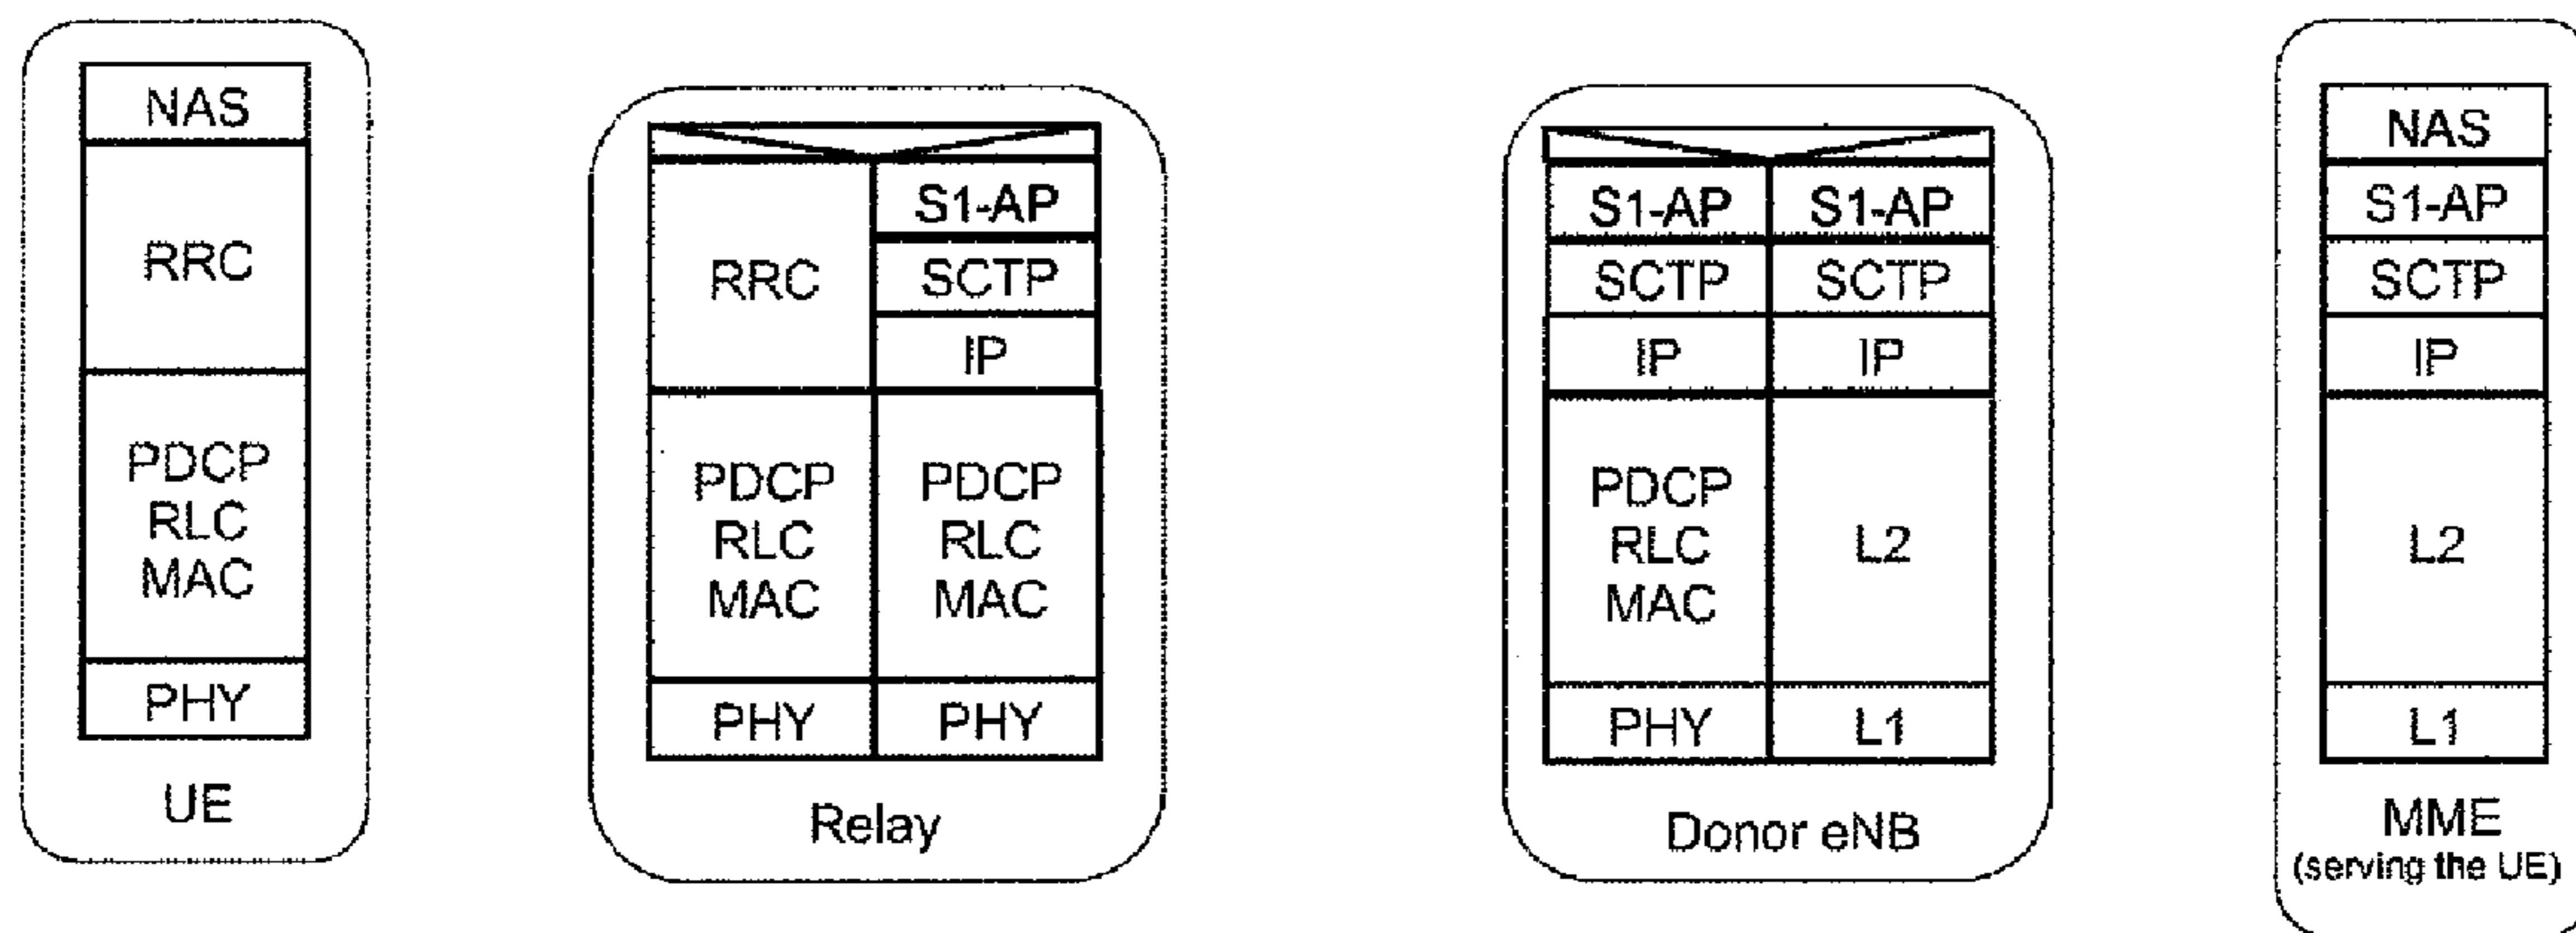 NAS
RRC
PDCP
RLC
MAC
PHY
UE
RRC
PDCP
RLC
MAC
PHY
S1-AP
SCTP
IP
PDCP
RLC
MAC
PHY
Relay
S1-AP
SCTP
IP
PDCP
RLC
MAC
PHY
S1-AP
SCTP
IP
L2
L1
Donor eNB
NAS
S1-AP
SCTP
IP
L2
L1
MME
(serving the UE)